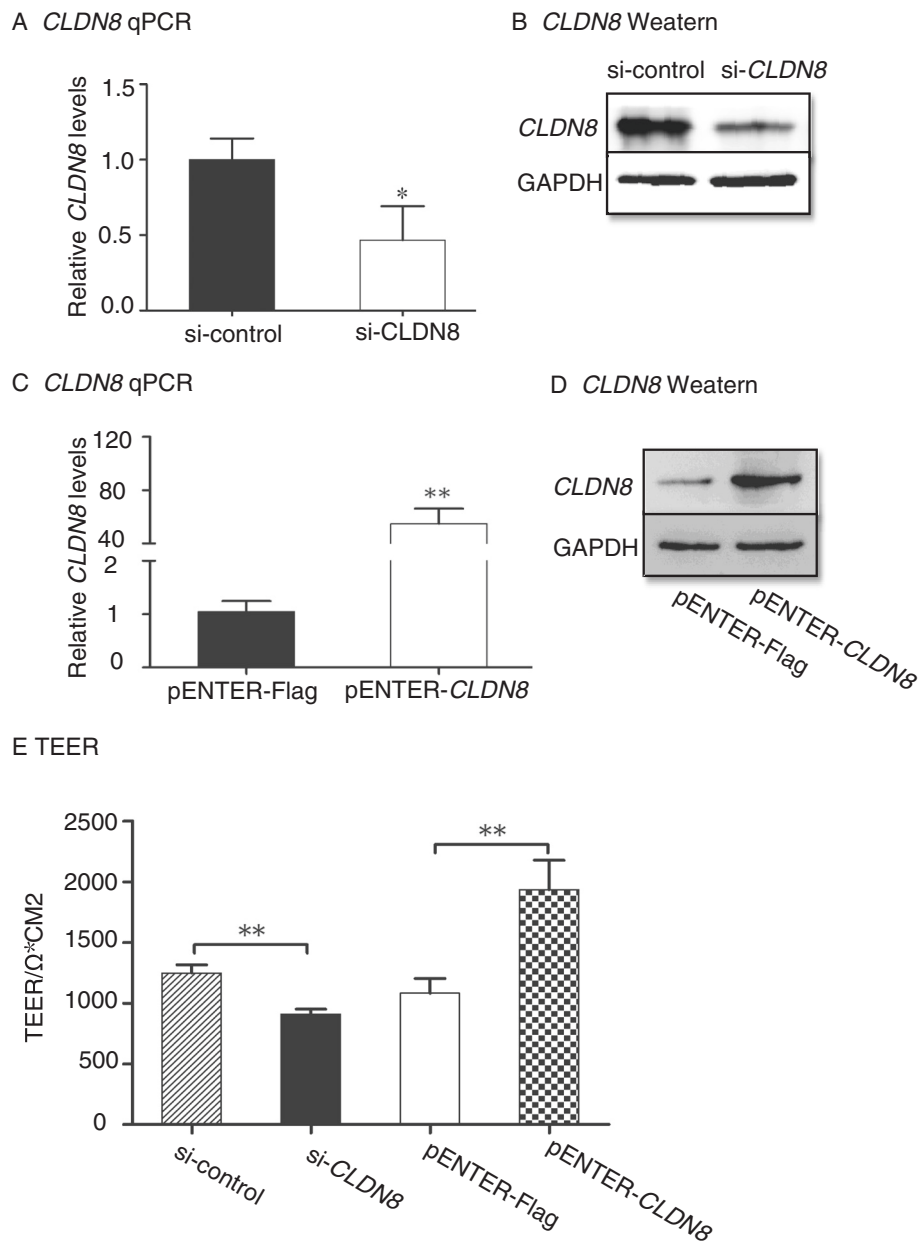 A CLDN8 qPCR
Relative CLDN8 levels
1.5
1.0
0.5
0.0
*
si-control
si-CLDN8
B CLDN8 Weatern
si-control si-CLDN8
CLDN8
GAPDH
C CLDN8 qPCR
Relative CLDN8 levels
120
80
40
2
1
0
**
pENTER-Flag
pENTER-CLDN8
D CLDN8 Weatern
CLDN8
GAPDH
pENTER-Flag
pENTER-CLDN8
E TEER
TEER/Ω*CM2
2500
2000
1500
1000
500
0
**
**
si-control
si-CLDN8
pENTER-Flag
pENTER-CLDN8